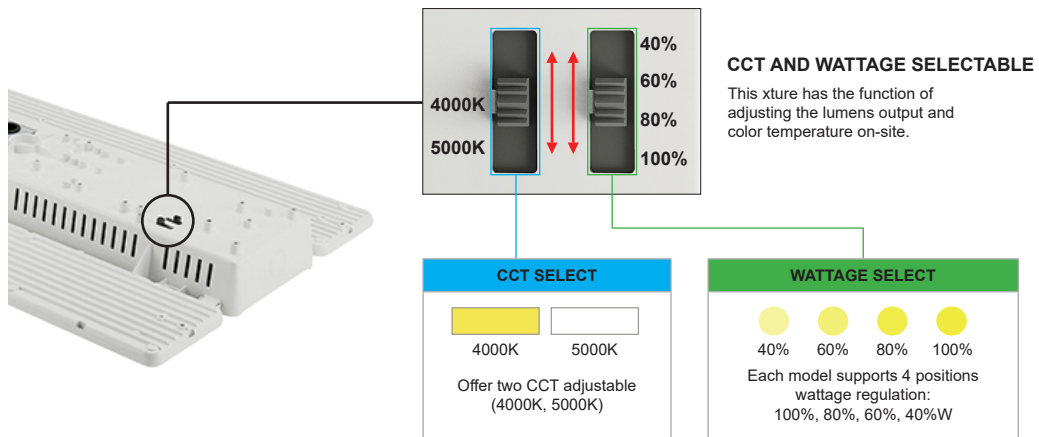 4000K
5000K
40%
60%
80%
100%
CCT AND WATTAGE SELECTABLE
This xture has the function of
adjusting the lumens output and
color temperature on-site.
CCT SELECT
4000K
5000K
Offer two CCT adjustable
(4000K, 5000K)
WATTAGE SELECT
40%
60%
80%
100%
Each model supports 4 positions
wattage regulation:
100%, 80%, 60%, 40%W